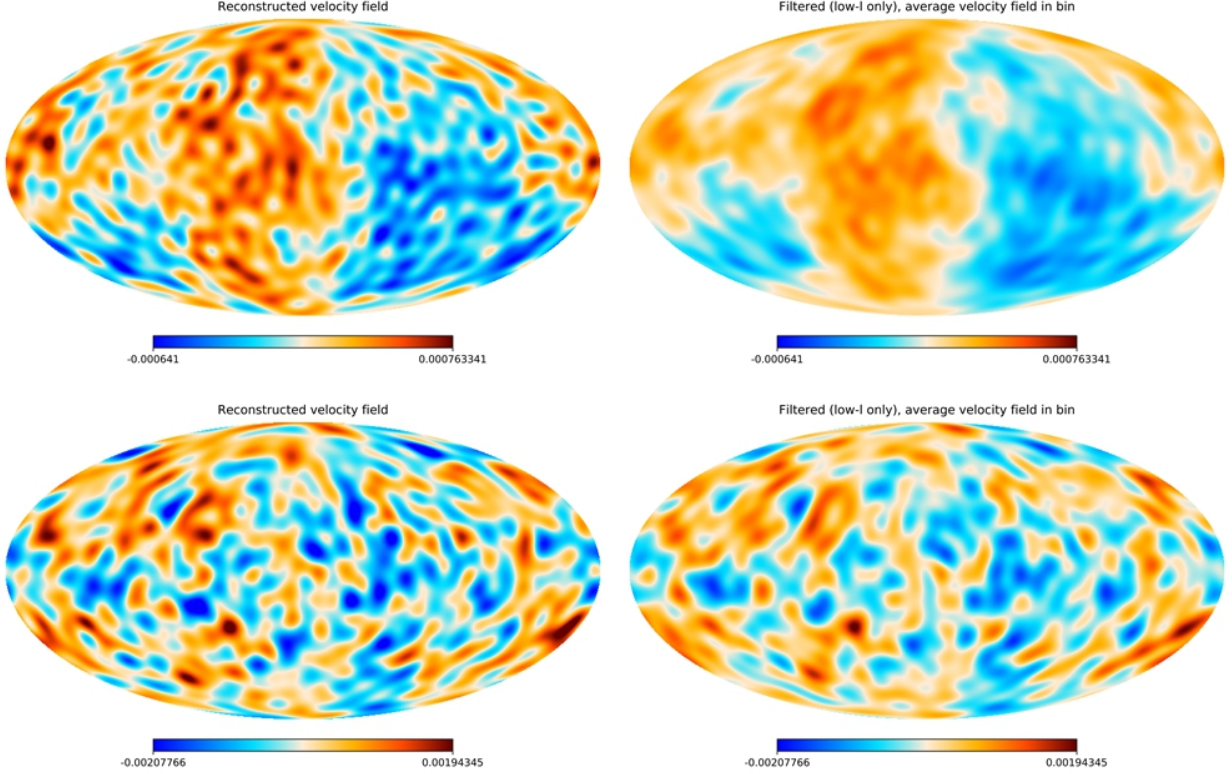 Reconstructed velocity field
Filtered (low-l only), average velocity field in bin
-0.000641
0.000763341
-0.000641
0.000763341
Reconstructed velocity field
Filtered (low-l only), average velocity field in bin
-0.00207766
0.00194345
-0.00207766
0.00194345